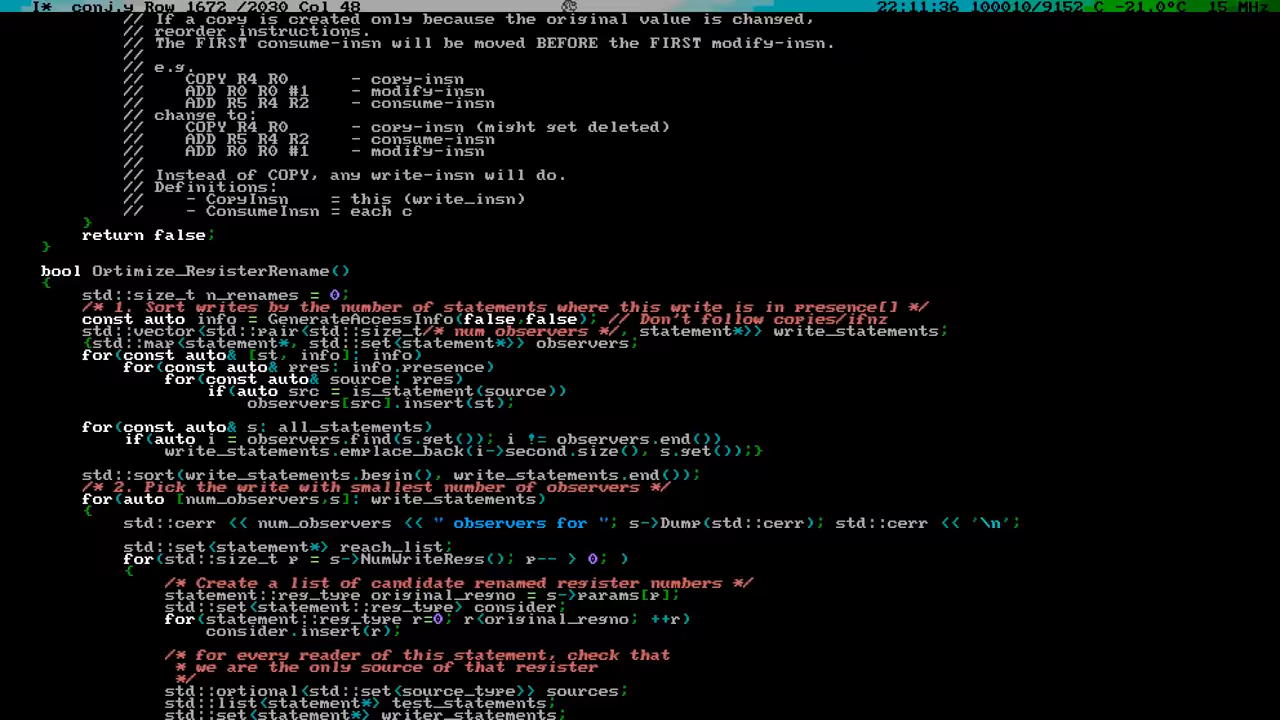 I* conj.y Row 1672 /2030 Col 48 22:11:36 100010/9152 C -21.0°C 15 MHz
// If a copy is created only because the original value is changed,
// reorder instructions.
// The FIRST consume-insn will be moved BEFORE the FIRST modify-insn.
//
// e.g.
// COPY R4 R0 - copy-insn
// ADD R0 R0 #1 - modify-insn
// ADD R5 R4 R2 - consume-insn
// change to:
// COPY R4 R0 - copy-insn (might get deleted)
// ADD R5 R4 R2 - consume-insn
// ADD R0 R0 #1 - modify-insn
//
// Instead of COPY, any write-insn will do.
// Definitions:
// - CopyInsn = this (write_insn)
// - ConsumeInsn = each c
}
return false;
}
bool Optimize_RegisterRename()
{
std::size_t n_renames = 0;
/* 1. Sort writes by the number of statements where this write is in presence[] */
const auto info = GenerateAccessInfo(false,false); // Don't follow copies/ifnz
std::vector<std::pair<std::size_t/* num observers */, statement*>> write_statements;
{std::map<statement*, std::set<statement*>> observers;
for(const auto& [st, info]: info)
for(const auto& pres: info.presence)
for(const auto& source: pres)
if(auto src = is_statement(source))
observers[src].insert(st);
for(const auto& s: all_statements)
if(auto i = observers.find(s.get()); i != observers.end())
write_statements.emplace_back(i->second.size(), s.get());}
std::sort(write_statements.begin(), write_statements.end());
/* 2. Pick the write with smallest number of observers */
for(auto [num_observers,s]: write_statements)
{
std::cerr << num_observers << " observers for "; s->Dump(std::cerr); std::cerr << '\n';
std::set<statement*> reach_list;
for(std::size_t p = s->NumWriteRegs(); p-- > 0; )
{
/* Create a list of candidate renamed register numbers */
statement::reg_type original_regno = s->params[p];
std::set<statement::reg_type> consider;
for(statement::reg_type r=0; r<original_regno; ++r)
consider.insert(r);
/* for every reader of this statement, check that
* we are the only source of that register
*/
std::optional<std::set<source_type>> sources;
std::list<statement*> test_statements;
std::set<statement*> writer_statements;